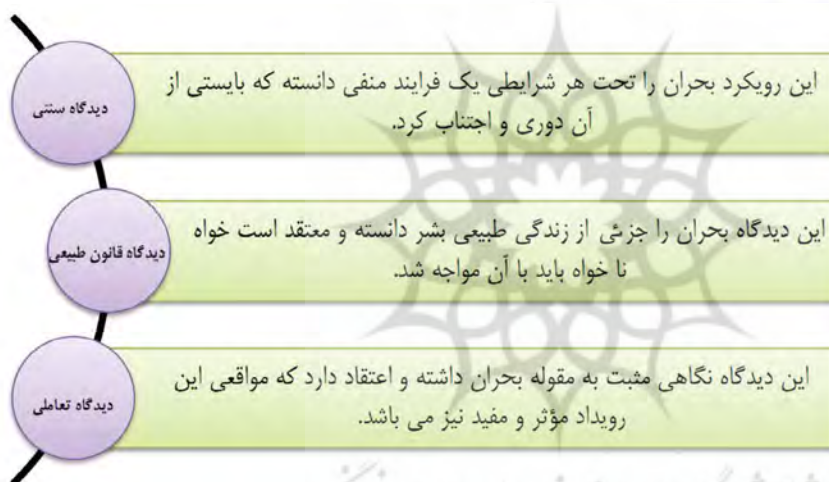 دیدگاه سنتی
این رویکرد بحران را تحت هر شرایطی یک فرایند منفی دانسته که بایستی از
آن دوری و اجتناب کرد.
دیدگاه قانون طبیعی
این دیدگاه بحران را جزئی از زندگی طبیعی بشر دانسته و معتقد است خواه
نا خواه باید با آن مواجه شد.
دیدگاه تعاملی
این دیدگاه نگاهی مثبت به مقوله بحران داشته و اعتقاد دارد که مواقعی این
رویداد مؤثر و مفید نیز می باشد.